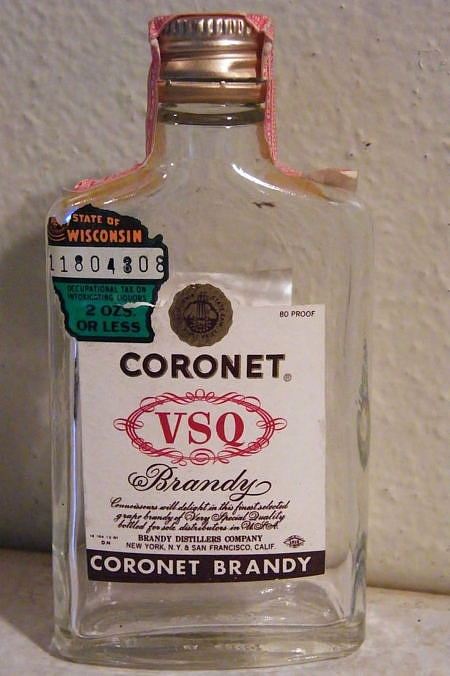 STATE OF
WISCONSIN
11804308
OCCUPATIONAL TAX ON
INTOXICATING LIQUORS
2 OZS.
OR LESS
80 PROOF
CORONET®
VSQ
Brandy
Connoisseurs will delight in this finest selected
grape brandy of Very Special Quality
bottled for sole distributors in U.S.A.
BRANDY DISTILLERS COMPANY
D.N
NEW YORK, N.Y. & SAN FRANCISCO, CALIF.
CORONET BRANDY